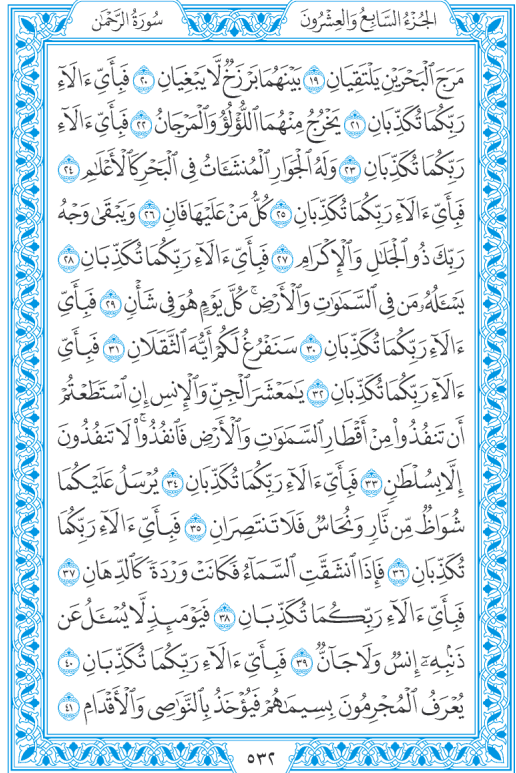 الجُزْءُ السَّابِعُ وَالعِشْرُونَ
سُورَةُ الرَّحْمٰن
مَرَجَ ٱلْبَحْرَيْنِ يَلْتَقِيَانِ ١٩ بَيْنَهُمَا بَرْزَخٌ لَّا يَبْغِيَانِ ٢٠ فَبِأَيِّ ءَالَآءِ
رَبِّكُمَا تُكَذِّبَانِ ٢١ يَخْرُجُ مِنْهُمَا ٱللُّؤْلُؤُ وَٱلْمَرْجَانُ ٢٢ فَبِأَيِّ ءَالَآءِ
رَبِّكُمَا تُكَذِّبَانِ ٢٣ وَلَهُ ٱلْجَوَارِ ٱلْمُنشَـَٔاتُ فِى ٱلْبَحْرِ كَٱلْأَعْلَٰمِ ٢٤
فَبِأَيِّ ءَالَآءِ رَبِّكُمَا تُكَذِّبَانِ ٢٥ كُلُّ مَنْ عَلَيْهَا فَانٍ ٢٦ وَيَبْقَىٰ وَجْهُ
رَبِّكَ ذُو ٱلْجَلَٰلِ وَٱلْإِكْرَامِ ٢٧ فَبِأَيِّ ءَالَآءِ رَبِّكُمَا تُكَذِّبَانِ ٢٨
يَسْـَٔلُهُۥ مَن فِى ٱلسَّمَٰوَٰتِ وَٱلْأَرْضِ ۚ كُلَّ يَوْمٍ هُوَ فِى شَأْنٍ ٢٩ فَبِأَيِّ
ءَالَآءِ رَبِّكُمَا تُكَذِّبَانِ ٣٠ سَنَفْرُغُ لَكُمْ أَيُّهَ ٱلثَّقَلَانِ ٣١ فَبِأَيِّ
ءَالَآءِ رَبِّكُمَا تُكَذِّبَانِ ٣٢ يَٰمَعْشَرَ ٱلْجِنِّ وَٱلْإِنسِ إِنِ ٱسْتَطَعْتُمْ
أَن تَنفُذُوا۟ مِنْ أَقْطَارِ ٱلسَّمَٰوَٰتِ وَٱلْأَرْضِ فَٱنفُذُوا۟ ۚ لَا تَنفُذُونَ
إِلَّا بِسُلْطَٰنٍ ٣٣ فَبِأَيِّ ءَالَآءِ رَبِّكُمَا تُكَذِّبَانِ ٣٤ يُرْسَلُ عَلَيْكُمَا
شُوَاظٌ مِّن نَّارٍ وَنُحَاسٌ فَلَا تَنتَصِرَانِ ٣٥ فَبِأَيِّ ءَالَآءِ رَبِّكُمَا
تُكَذِّبَانِ ٣٦ فَإِذَا ٱنشَقَّتِ ٱلسَّمَآءُ فَكَانَتْ وَرْدَةً كَٱلدِّهَانِ ٣٧
فَبِأَيِّ ءَالَآءِ رَبِّكُمَا تُكَذِّبَانِ ٣٨ فَيَوْمَئِذٍ لَّا يُسْـَٔلُ عَن
ذَنۢبِهِۦٓ إِنسٌ وَلَا جَآنٌّ ٣٩ فَبِأَيِّ ءَالَآءِ رَبِّكُمَا تُكَذِّبَانِ ٤٠
يُعْرَفُ ٱلْمُجْرِمُونَ بِسِيمَٰهُمْ فَيُؤْخَذُ بِٱلنَّوَٰصِى وَٱلْأَقْدَامِ ٤١
٥٣٢